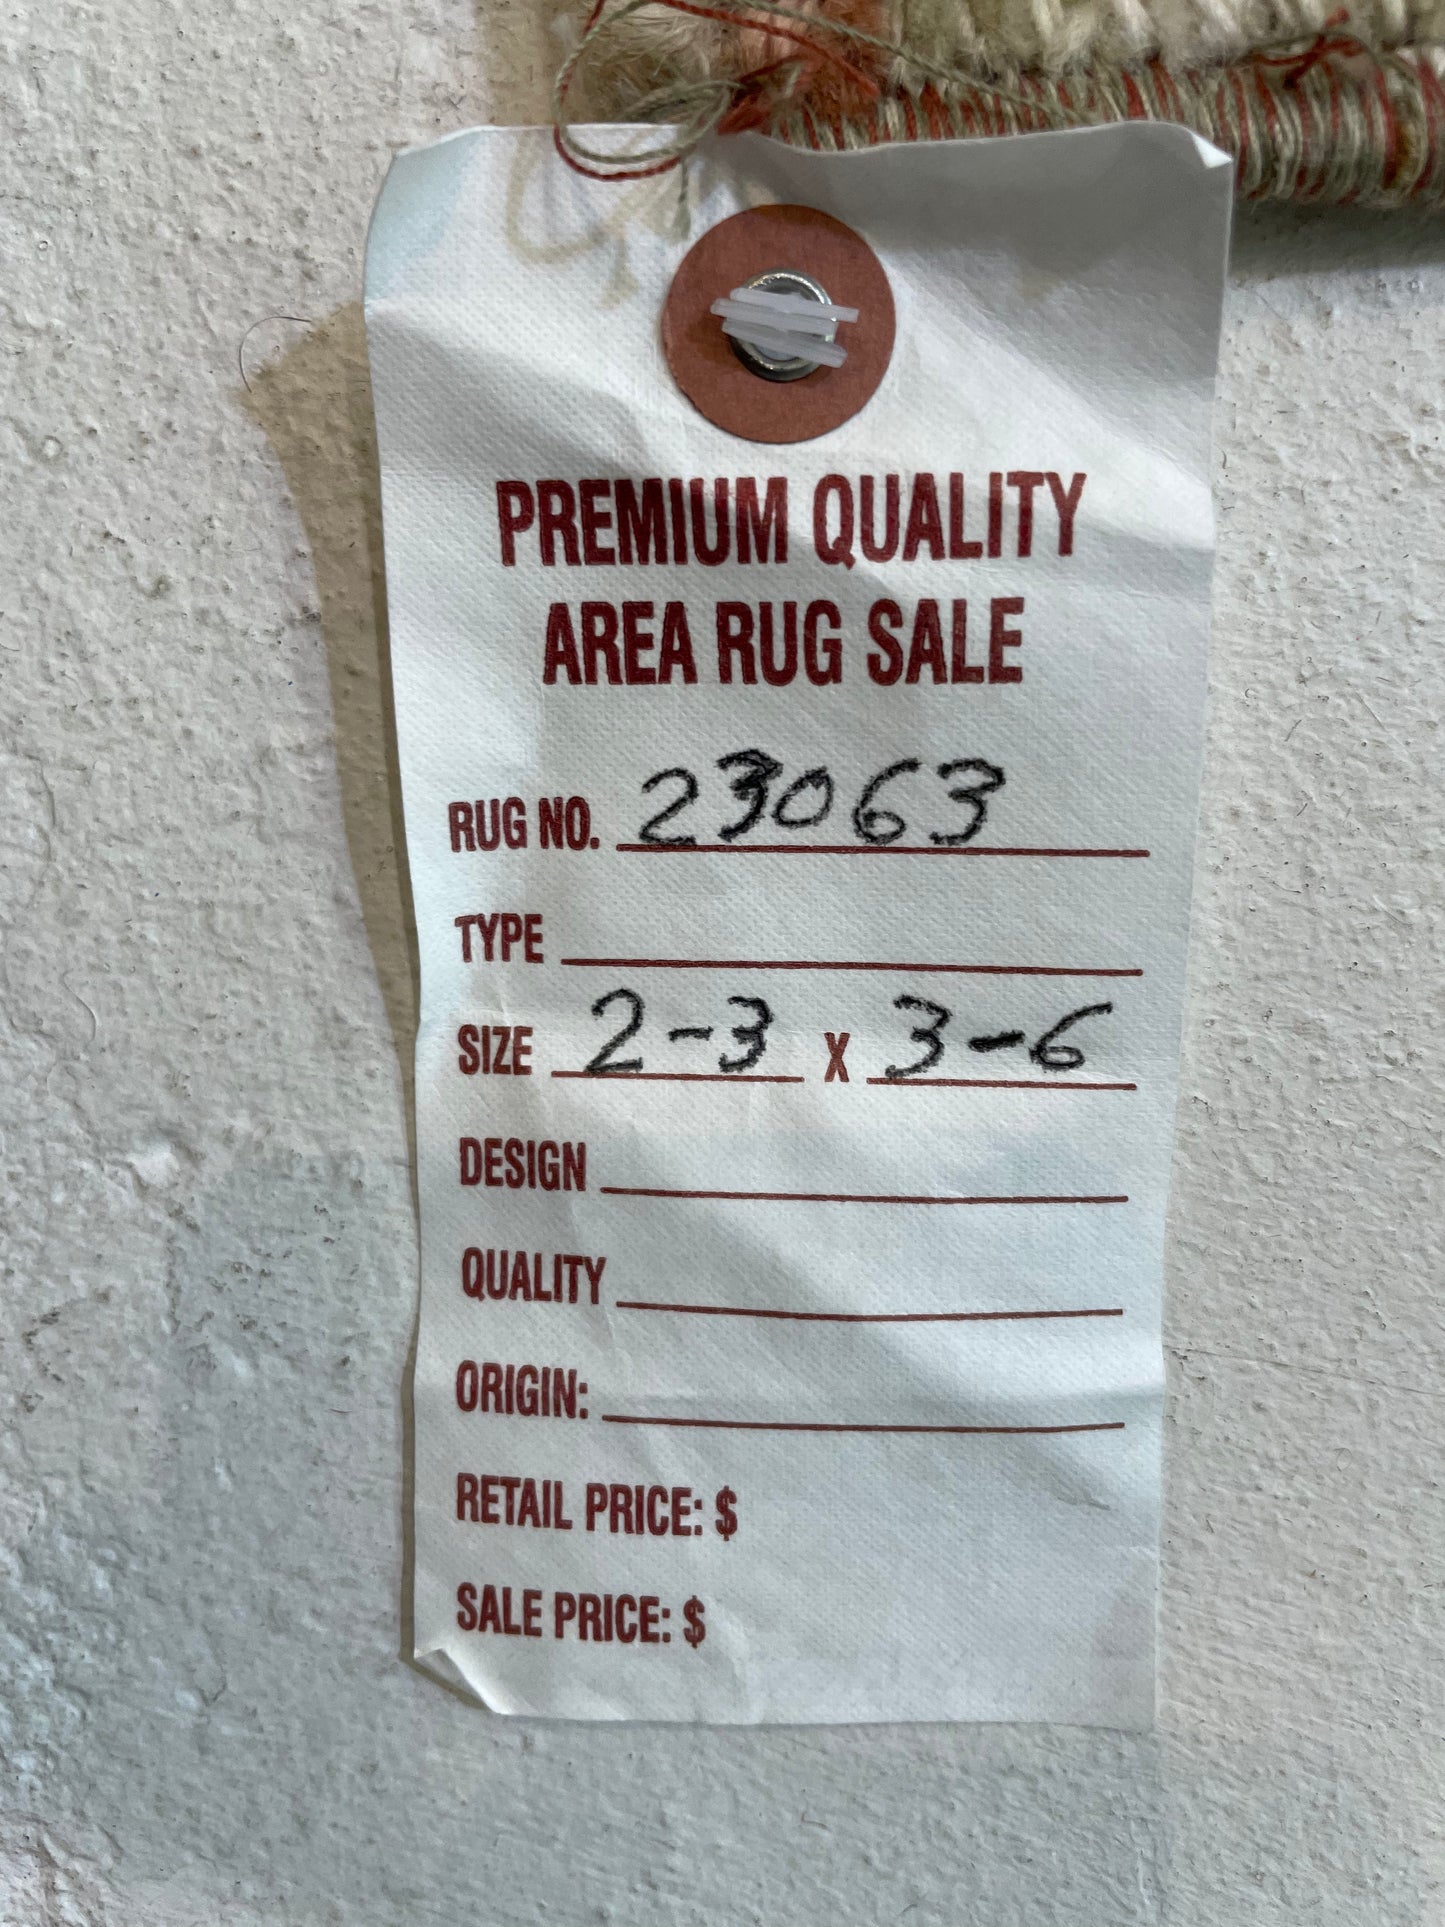 PREMIUM QUALITY
AREA RUG SALE
RUG NO. 23063
TYPE
SIZE 2-3 X 3-6
DESIGN
QUALITY
ORIGIN:
RETAIL PRICE: $
SALE PRICE: $